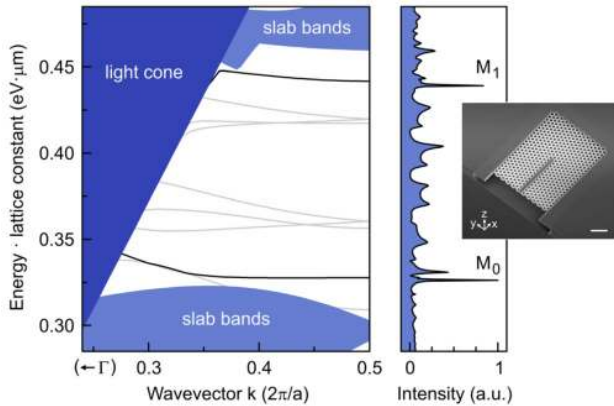 slab bands
light cone
slab bands
0.45
0.40
0.35
0.30
Energy · lattice constant (eV·μm)
(←Γ)
0.3
0.4
0.5
Wavevector k (2π/a)
M1
M0
z
y
x
0
1
Intensity (a.u.)